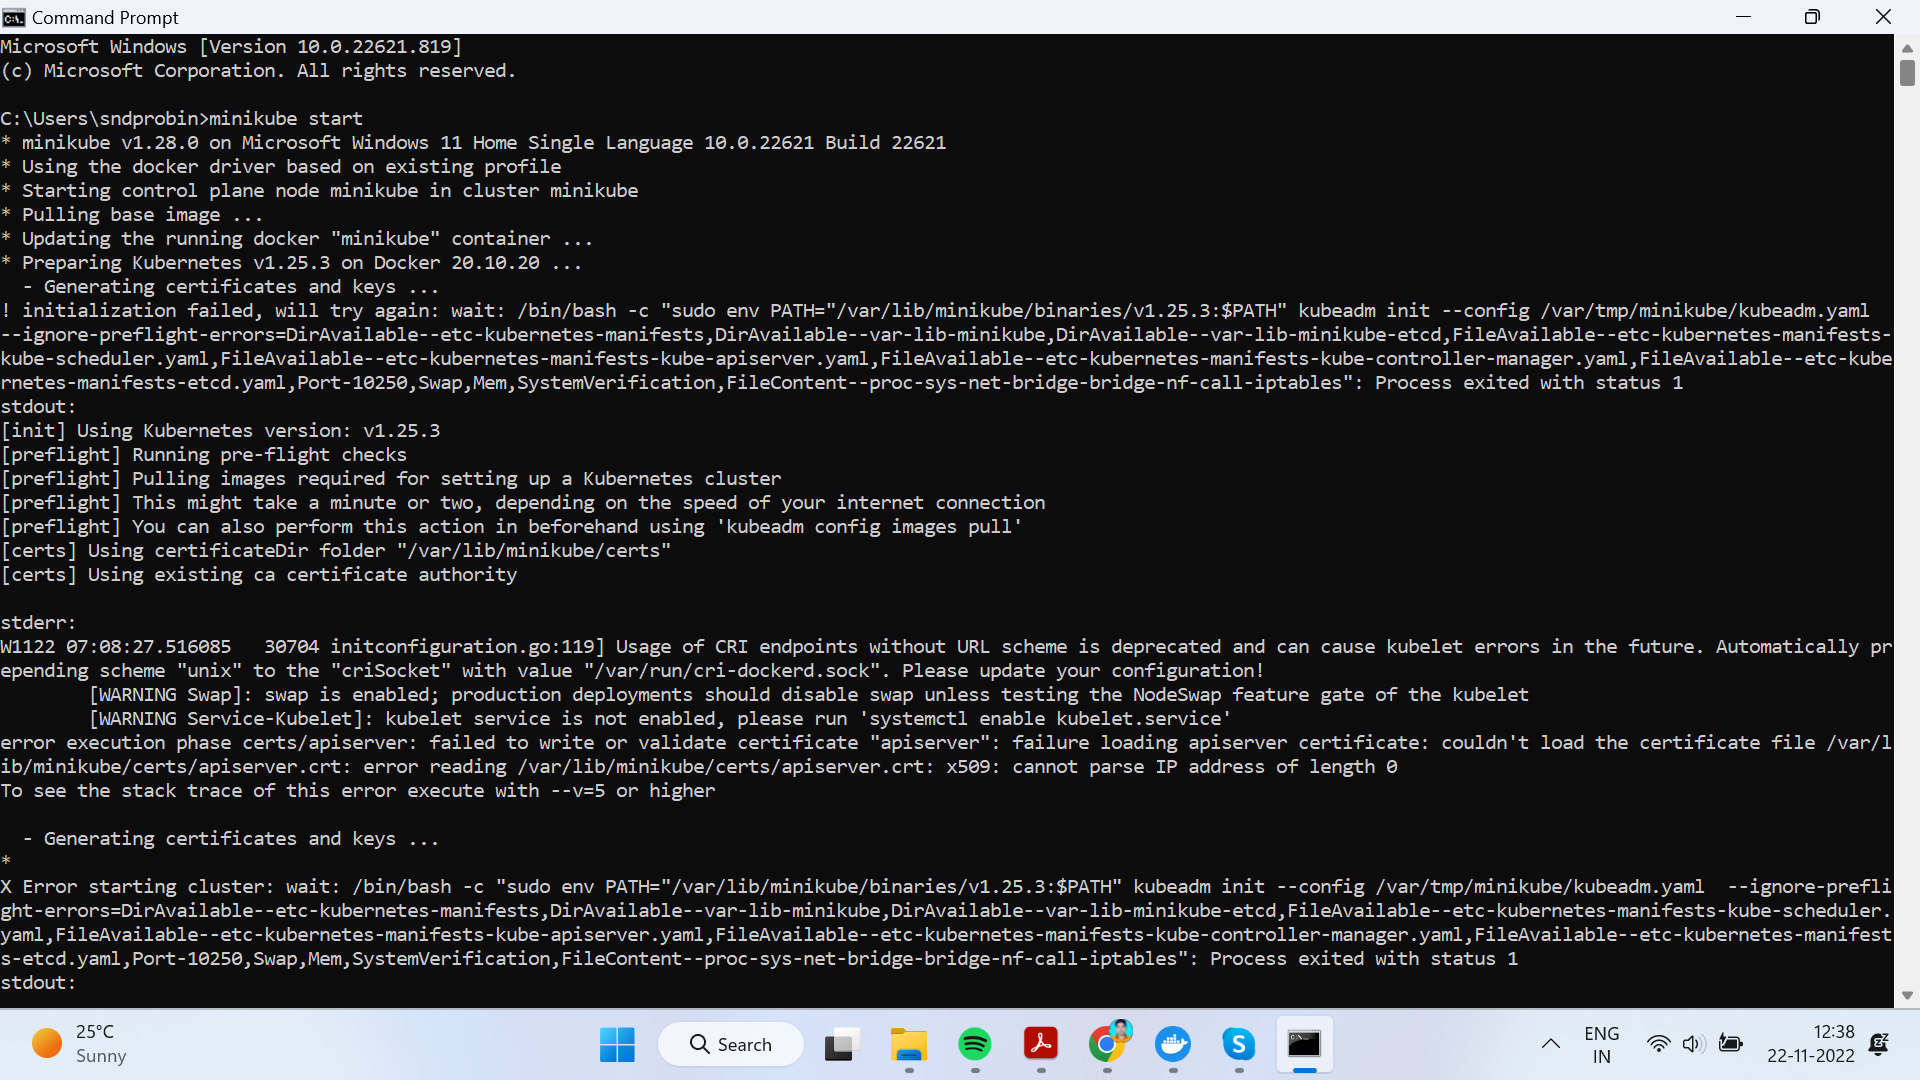 Command Prompt
Microsoft Windows [Version 10.0.22621.819]
(c) Microsoft Corporation. All rights reserved.
C:\Users\sndprobin>minikube start
* minikube v1.28.0 on Microsoft Windows 11 Home Single Language 10.0.22621 Build 22621
* Using the docker driver based on existing profile
* Starting control plane node minikube in cluster minikube
* Pulling base image ...
* Updating the running docker "minikube" container ...
* Preparing Kubernetes v1.25.3 on Docker 20.10.20 ...
  - Generating certificates and keys ...
! initialization failed, will try again: wait: /bin/bash -c "sudo env PATH="/var/lib/minikube/binaries/v1.25.3:$PATH" kubeadm init --config /var/tmp/minikube/kubeadm.yaml
--ignore-preflight-errors=DirAvailable--etc-kubernetes-manifests,DirAvailable--var-lib-minikube,DirAvailable--var-lib-minikube-etcd,FileAvailable--etc-kubernetes-manifests-
kube-scheduler.yaml,FileAvailable--etc-kubernetes-manifests-kube-apiserver.yaml,FileAvailable--etc-kubernetes-manifests-kube-controller-manager.yaml,FileAvailable--etc-kube
rnetes-manifests-etcd.yaml,Port-10250,Swap,Mem,SystemVerification,FileContent--proc-sys-net-bridge-bridge-nf-call-iptables": Process exited with status 1
stdout:
[init] Using Kubernetes version: v1.25.3
[preflight] Running pre-flight checks
[preflight] Pulling images required for setting up a Kubernetes cluster
[preflight] This might take a minute or two, depending on the speed of your internet connection
[preflight] You can also perform this action in beforehand using 'kubeadm config images pull'
[certs] Using certificateDir folder "/var/lib/minikube/certs"
[certs] Using existing ca certificate authority
stderr:
W1122 07:08:27.516085   30704 initconfiguration.go:119] Usage of CRI endpoints without URL scheme is deprecated and can cause kubelet errors in the future. Automatically pr
epending scheme "unix" to the "criSocket" with value "/var/run/cri-dockerd.sock". Please update your configuration!
        [WARNING Swap]: swap is enabled; production deployments should disable swap unless testing the NodeSwap feature gate of the kubelet
        [WARNING Service-Kubelet]: kubelet service is not enabled, please run 'systemctl enable kubelet.service'
error execution phase certs/apiserver: failed to write or validate certificate "apiserver": failure loading apiserver certificate: couldn't load the certificate file /var/l
ib/minikube/certs/apiserver.crt: error reading /var/lib/minikube/certs/apiserver.crt: x509: cannot parse IP address of length 0
To see the stack trace of this error execute with --v=5 or higher
  - Generating certificates and keys ...
*
X Error starting cluster: wait: /bin/bash -c "sudo env PATH="/var/lib/minikube/binaries/v1.25.3:$PATH" kubeadm init --config /var/tmp/minikube/kubeadm.yaml  --ignore-prefli
ght-errors=DirAvailable--etc-kubernetes-manifests,DirAvailable--var-lib-minikube,DirAvailable--var-lib-minikube-etcd,FileAvailable--etc-kubernetes-manifests-kube-scheduler.
yaml,FileAvailable--etc-kubernetes-manifests-kube-apiserver.yaml,FileAvailable--etc-kubernetes-manifests-kube-controller-manager.yaml,FileAvailable--etc-kubernetes-manifest
s-etcd.yaml,Port-10250,Swap,Mem,SystemVerification,FileContent--proc-sys-net-bridge-bridge-nf-call-iptables": Process exited with status 1
stdout:
25°C
Sunny
Search
ENG
IN
12:38
22-11-2022